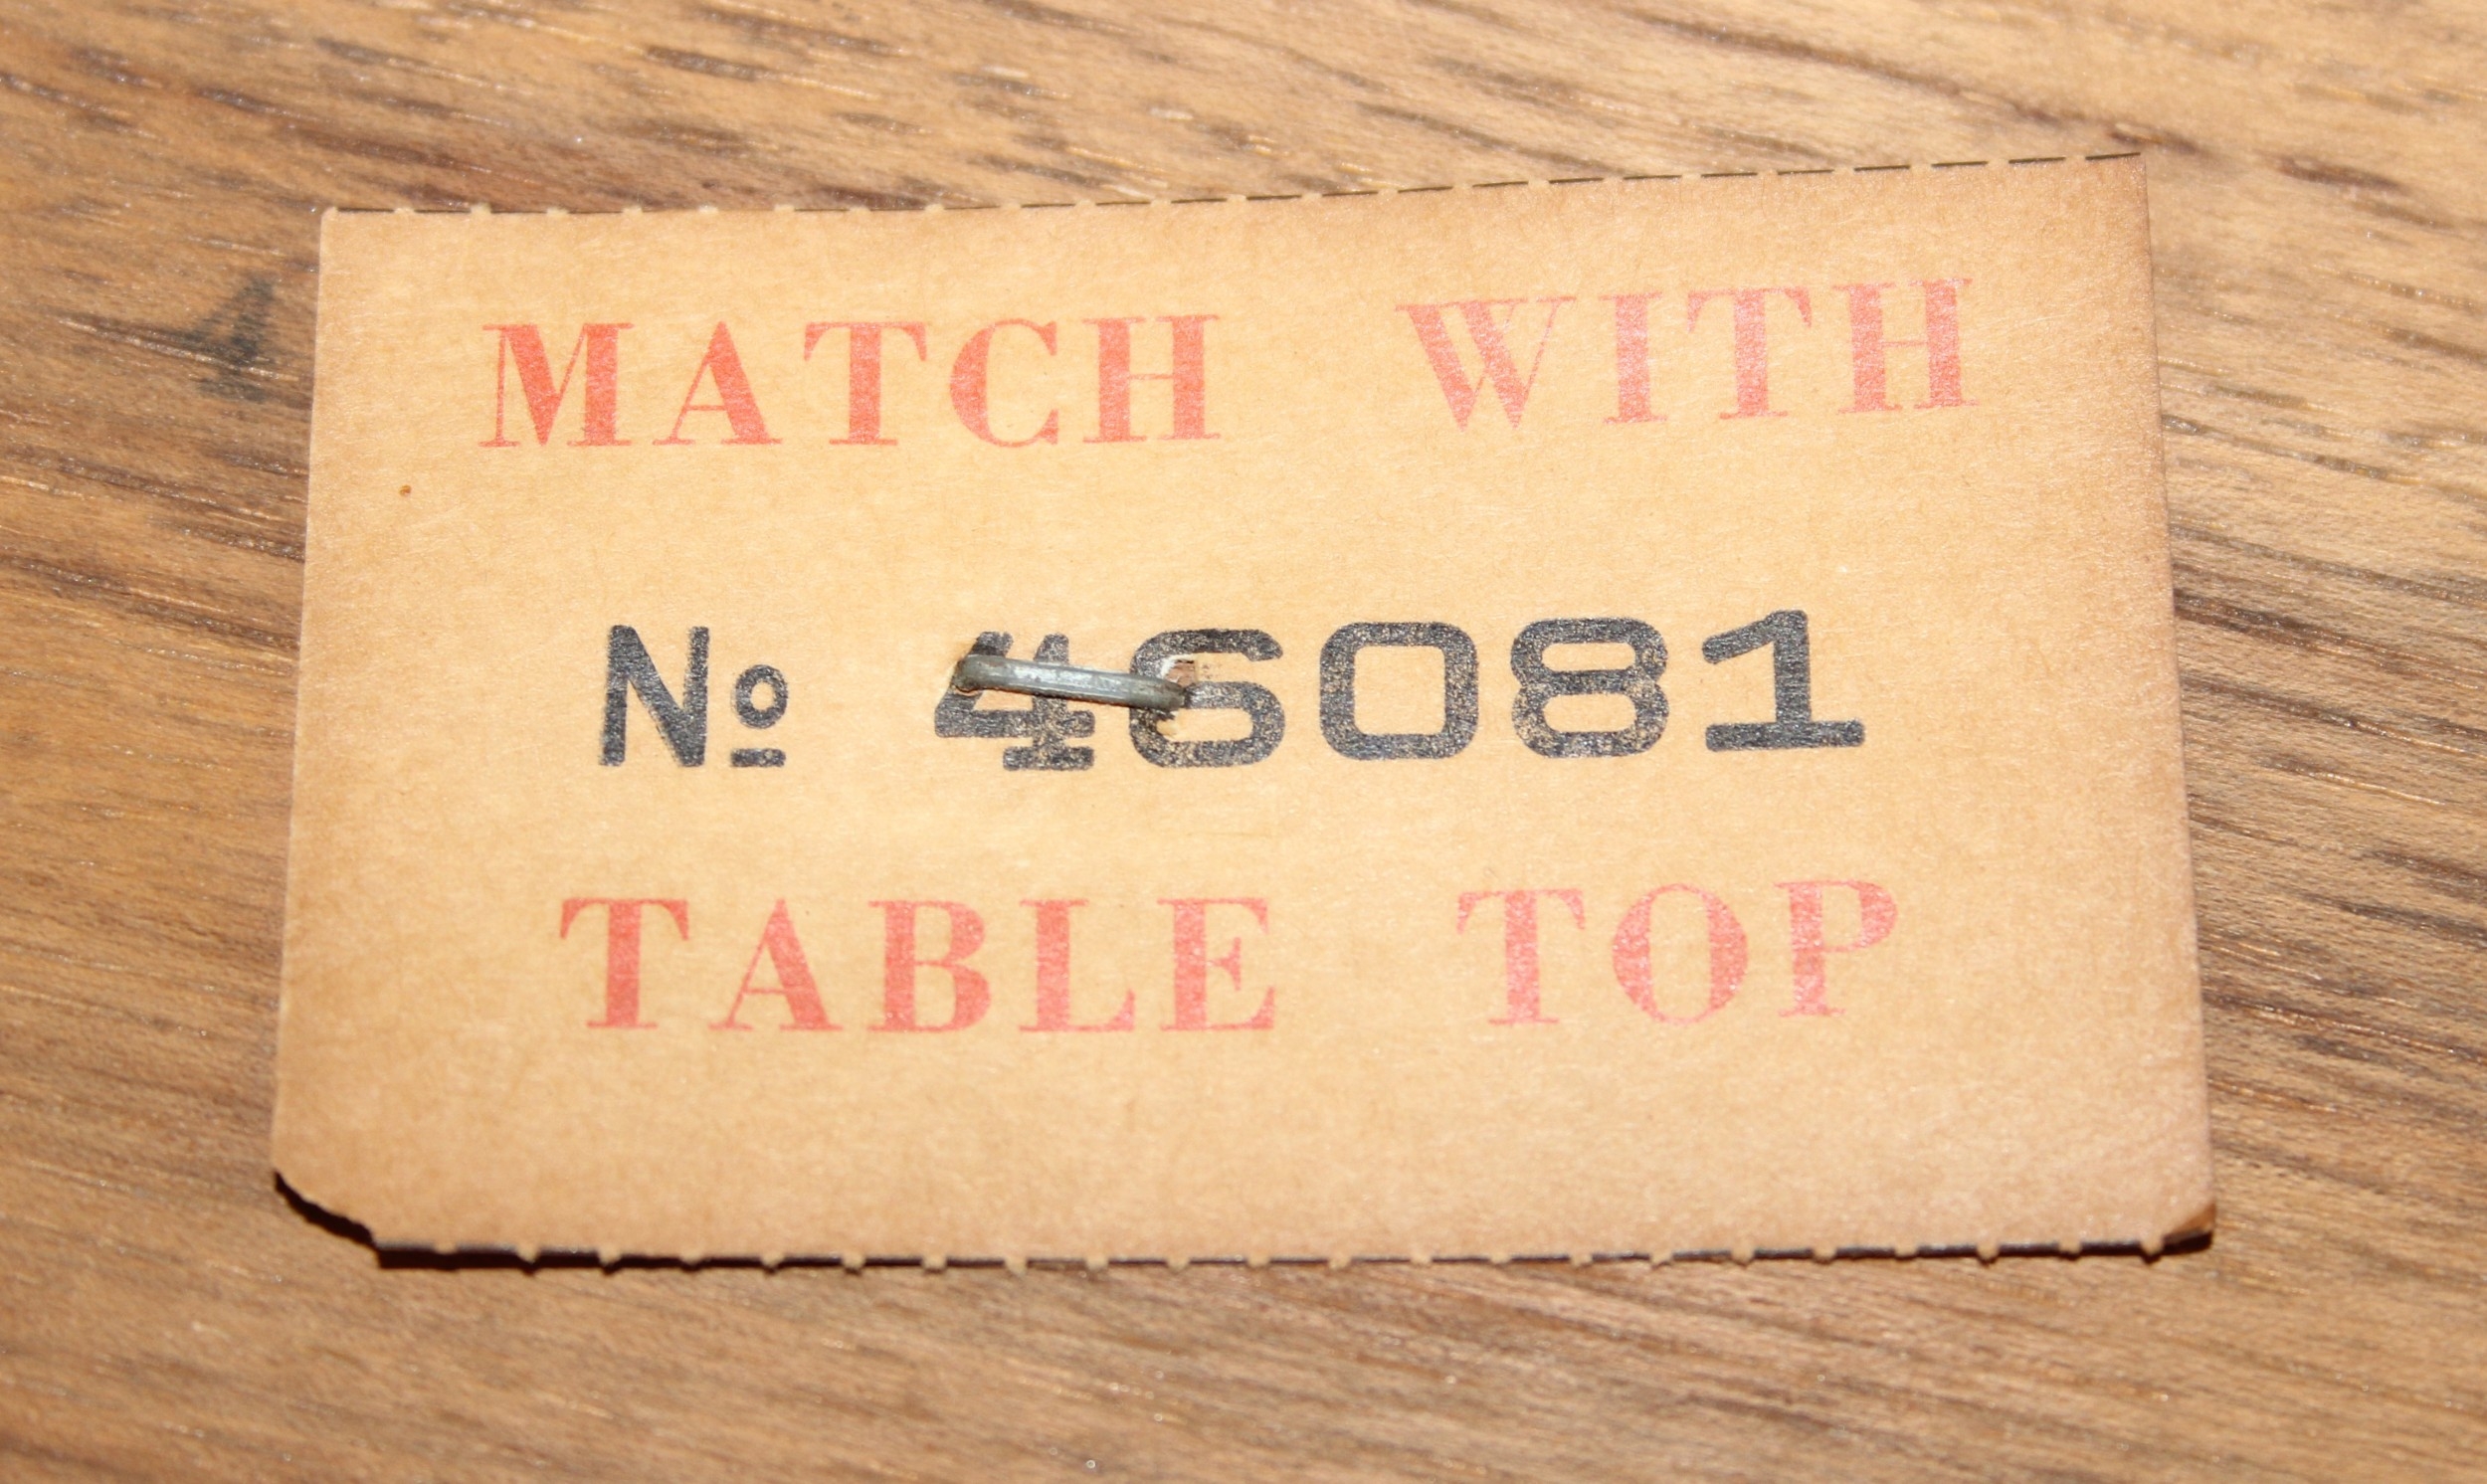 MATCH WITH
№ 46081
TABLE TOP